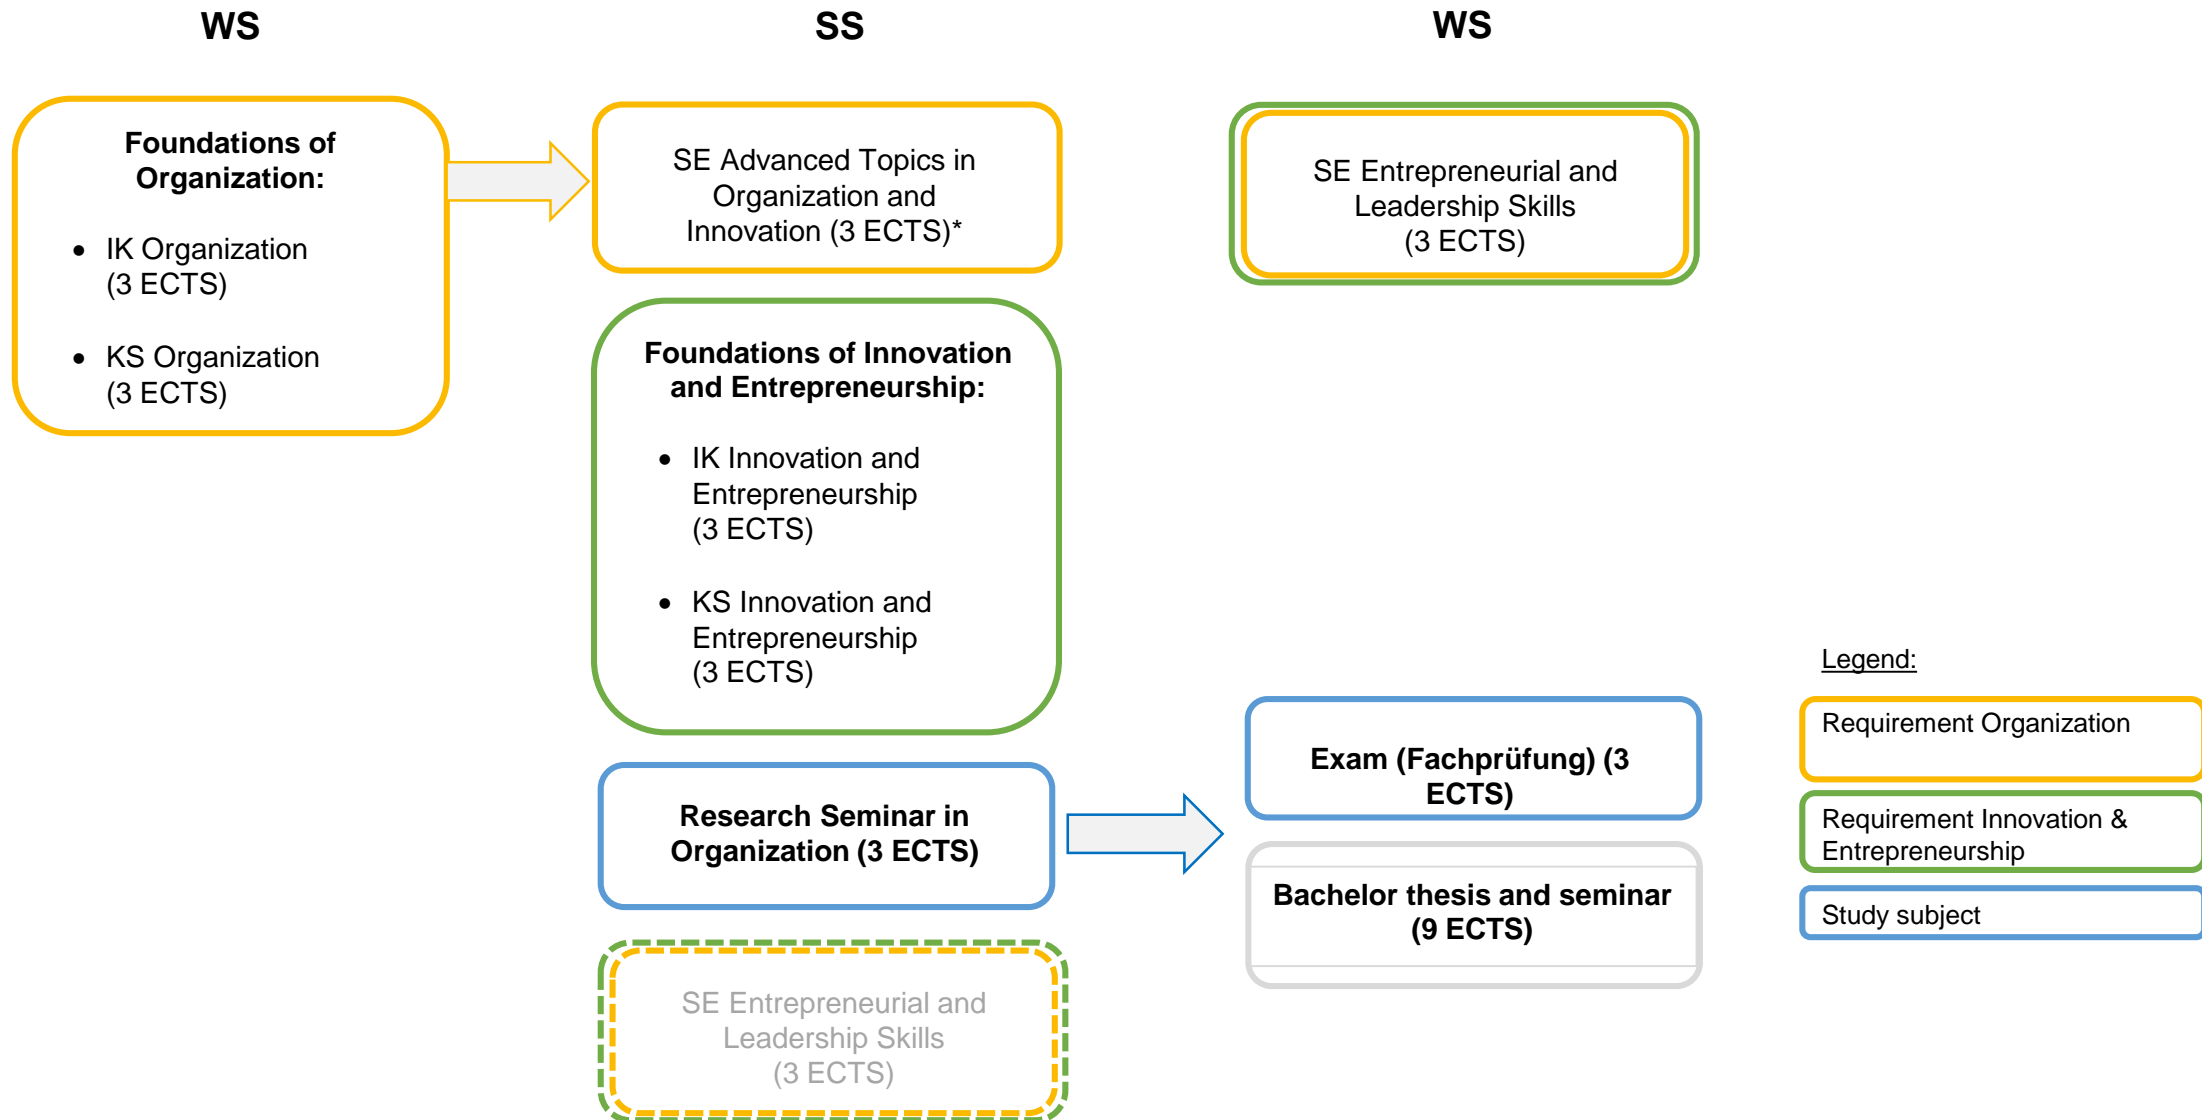 WS
SS
WS
Foundations of
Organization:
• IK Organization
(3 ECTS)
• KS Organization
(3 ECTS)
SE Advanced Topics in
Organization and
Innovation (3 ECTS)*
Foundations of Innovation
and Entrepreneurship:
• IK Innovation and
Entrepreneurship
(3 ECTS)
• KS Innovation and
Entrepreneurship
(3 ECTS)
Research Seminar in
Organization (3 ECTS)
SE Entrepreneurial and
Leadership Skills
(3 ECTS)
SE Entrepreneurial and
Leadership Skills
(3 ECTS)
Exam (Fachprüfung) (3
ECTS)
Bachelor thesis and seminar
(9 ECTS)
Legend:
Requirement Organization
Requirement Innovation &
Entrepreneurship
Study subject